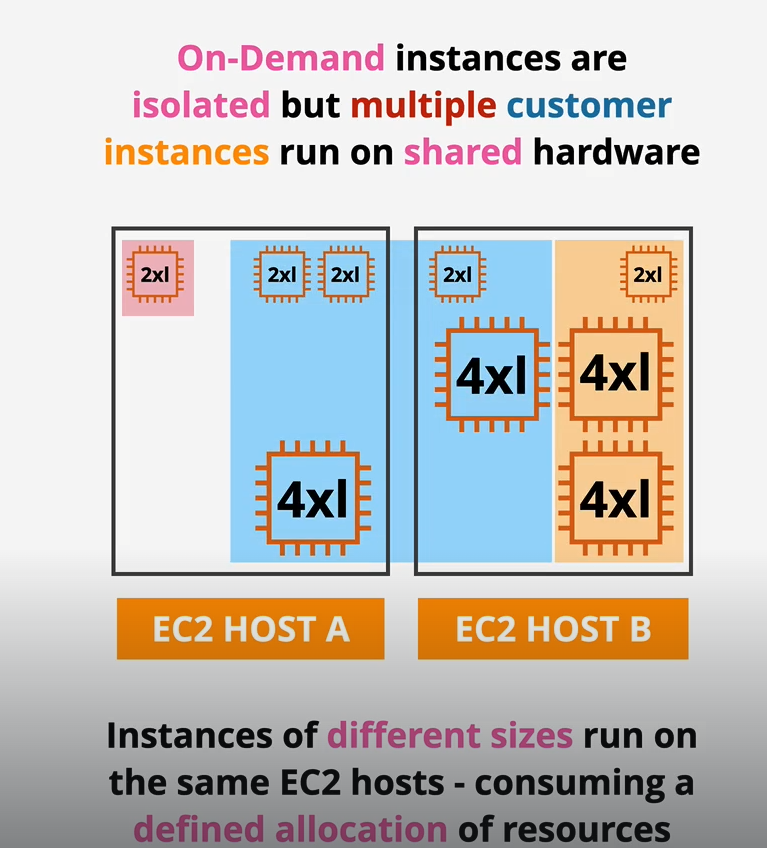 On-Demand instances are
isolated but multiple customer
instances run on shared hardware
2xl
2xl
2xl
2xl
2xl
4xl
4xl
4xl
4xl
EC2 HOST A
EC2 HOST B
Instances of different sizes run on
the same EC2 hosts - consuming a
defined allocation of resources